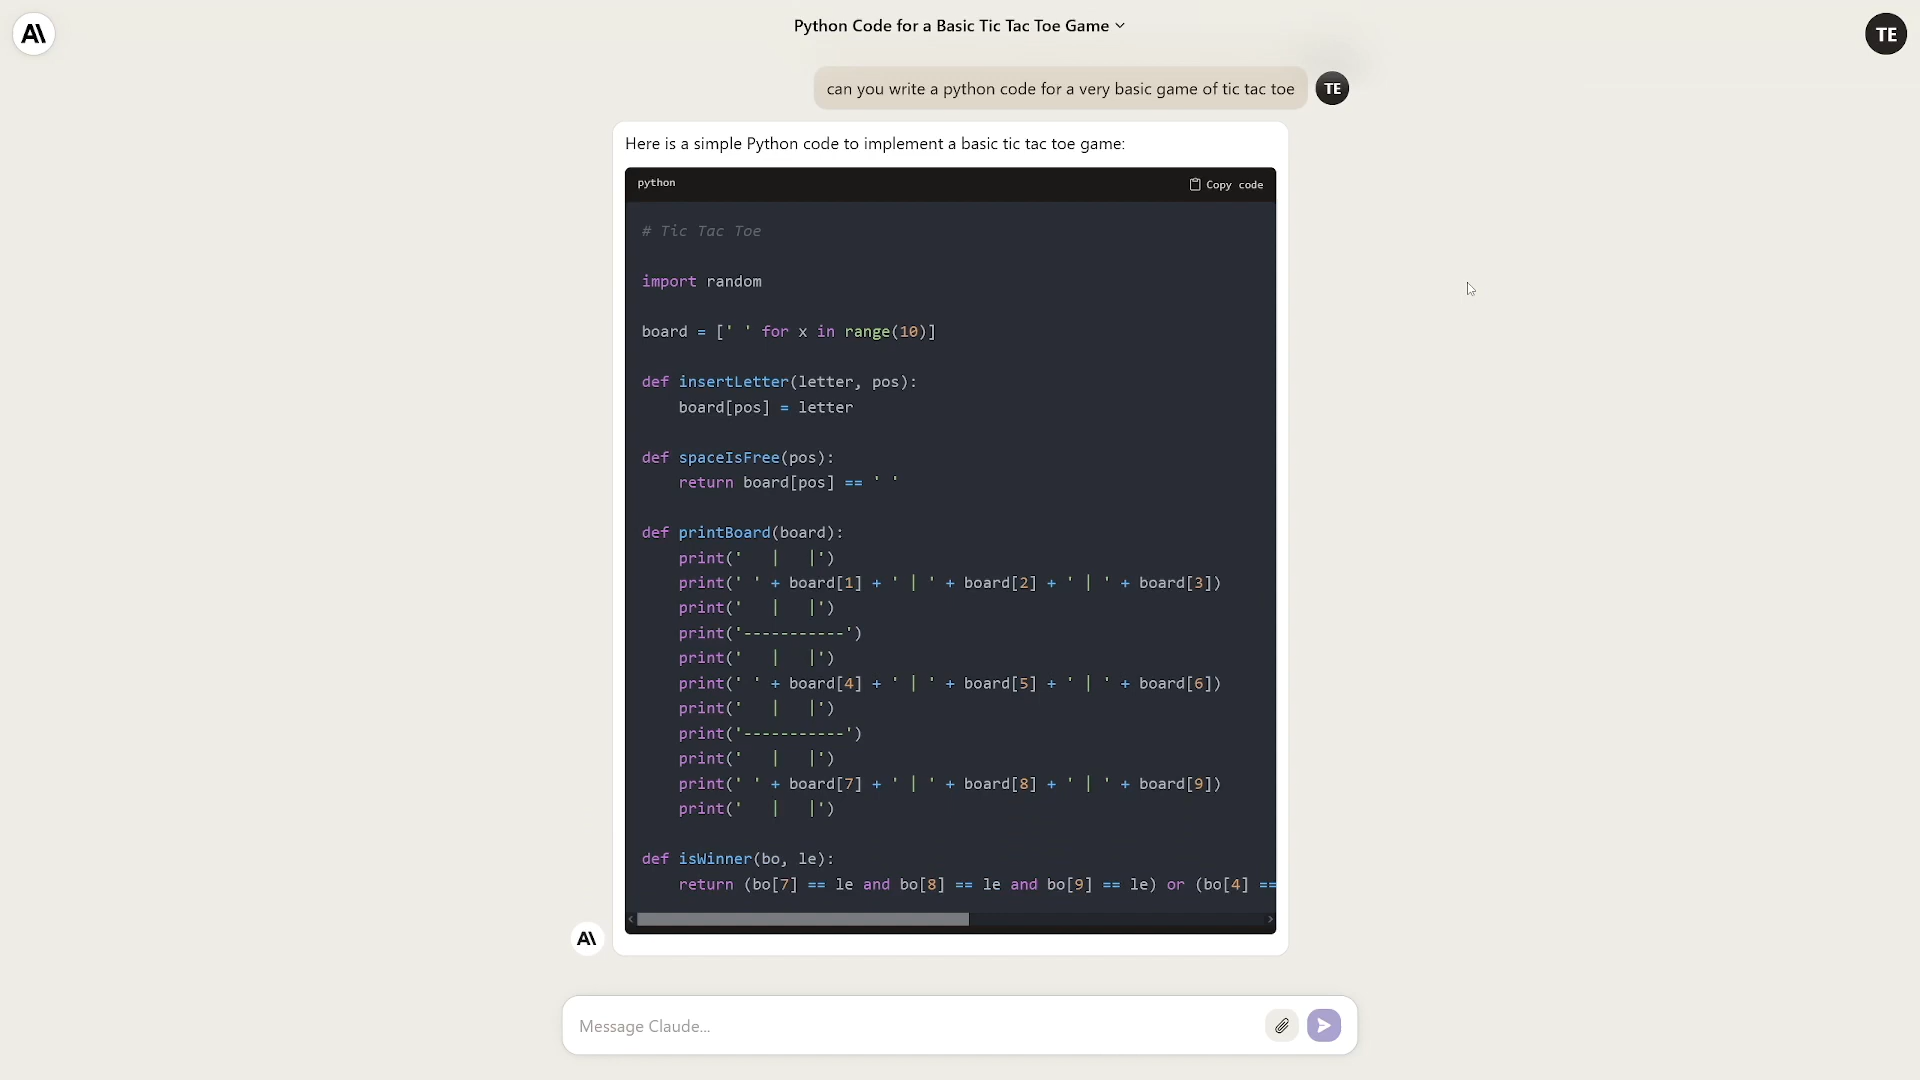 A\
Python Code for a Basic Tic Tac Toe Game
TE
can you write a python code for a very basic game of tic tac toe
TE
Here is a simple Python code to implement a basic tic tac toe game:
python
Copy code
# Tic Tac Toe
import random
board = [' ' for x in range(10)]
def insertLetter(letter, pos):
    board[pos] = letter
def spaceIsFree(pos):
    return board[pos] == ' '
def printBoard(board):
    print('   |   |')
    print(' ' + board[1] + ' | ' + board[2] + ' | ' + board[3])
    print('   |   |')
    print('-----------')
    print('   |   |')
    print(' ' + board[4] + ' | ' + board[5] + ' | ' + board[6])
    print('   |   |')
    print('-----------')
    print('   |   |')
    print(' ' + board[7] + ' | ' + board[8] + ' | ' + board[9])
    print('   |   |')
def isWinner(bo, le):
    return (bo[7] == le and bo[8] == le and bo[9] == le) or (bo[4] ==
A\
Message Claude...